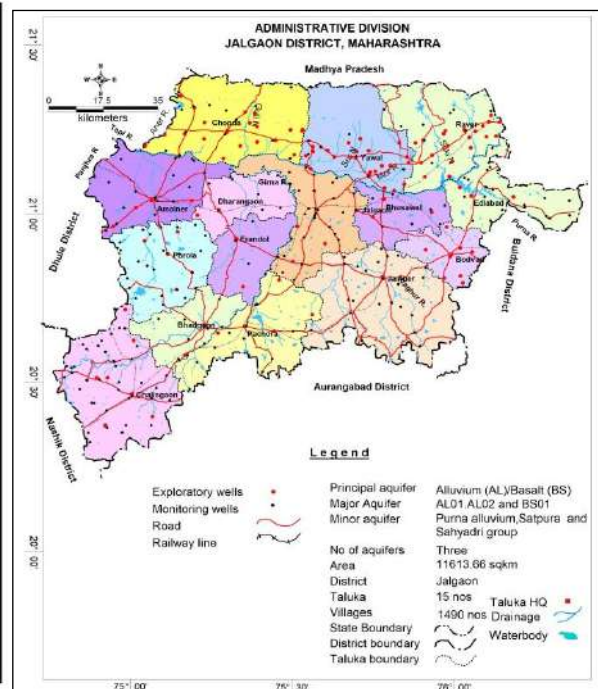 ADMINISTRATIVE DIVISION
JALGAON DISTRICT, MAHARASHTRA
21° 30'
Madhya Pradesh
0 17.5 35
kilometers
Chopda
Raver
Yawal
Tapi R
Aner R
Panjhra R
Amalner
Dharangaon
Girna R
Jalgaon
Bhusawal
Edlabad
Purna R
21° 00'
Dhule District
Erandol
Bodvad
Buldana District
Parola
Jamner
Bhadgaon
Pachora
20° 30'
Chalisgaon
Aurangabad District
Nashik District
Legend
Exploratory wells
Monitoring wells
Road
Railway line
Principal aquifer Alluvium (AL)/Basalt (BS)
Major Aquifer AL01,AL02 and BS01
Minor aquifer Purna alluvium,Satpura and
Sahyadri group
No of aquifers Three
Area 11613.66 sqkm
District Jalgaon
Taluka 15 nos
Villages 1490 nos
State Boundary
District boundary
Taluka boundary
Taluka HQ
Drainage
Waterbody
20° 00'
75° 00' 75° 30' 76° 00'